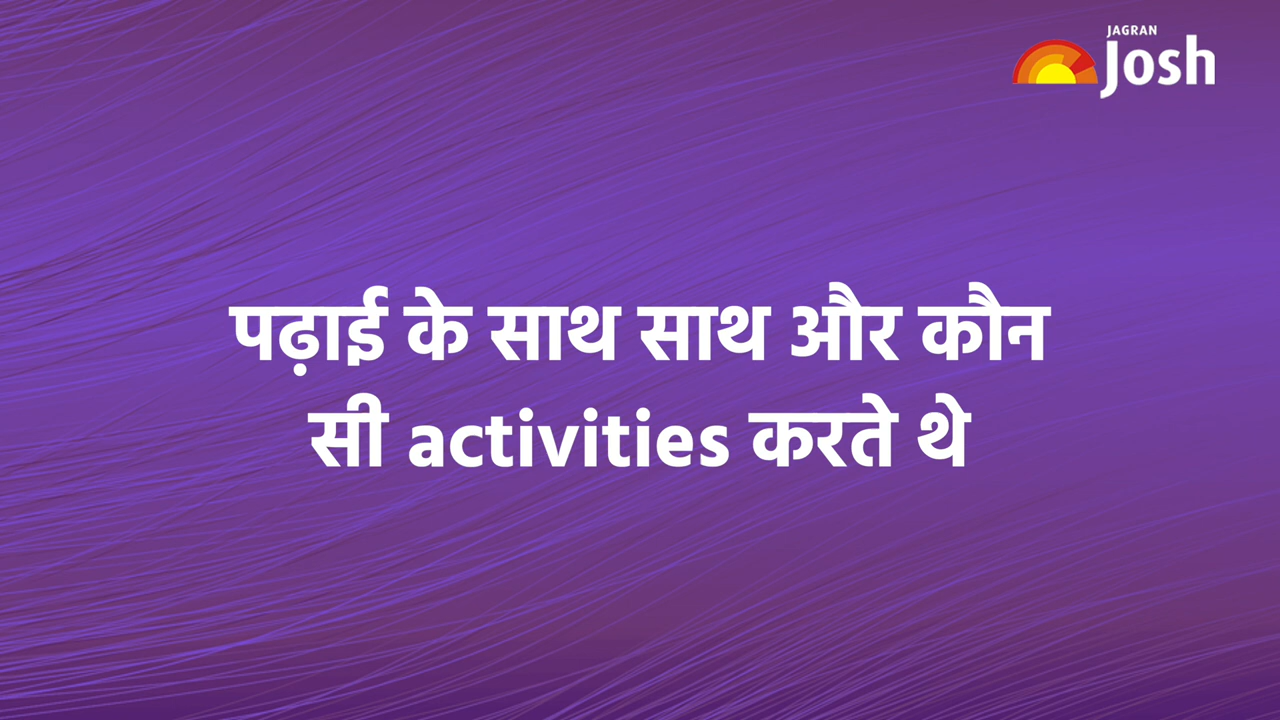 JAGRAN
Josh
पढ़ाई के साथ साथ और कौन
सी activities करते थे